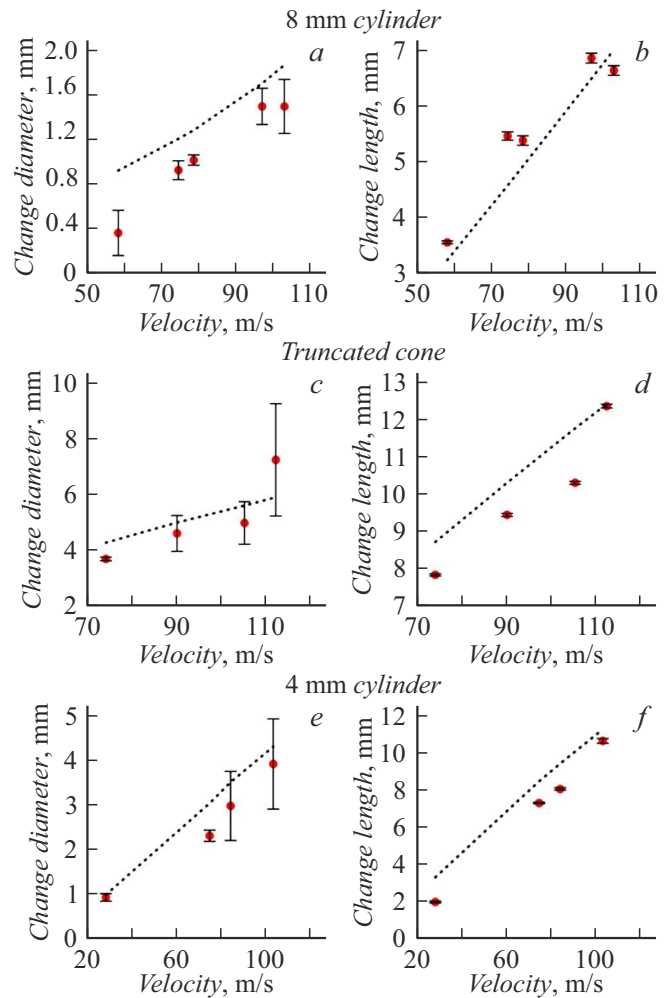 8 mm cylinder
a
b
Change diameter, mm
2.0
1.6
1.2
0.8
0.4
0
50 70 90 110
Velocity, m/s
Change length, mm
7
6
5
4
3
50 70 90 110
Velocity, m/s
Truncated cone
c
d
Change diameter, mm
10
8
6
4
2
70 90 110
Velocity, m/s
Change length, mm
13
12
11
10
9
8
7
70 90 110
Velocity, m/s
4 mm cylinder
e
f
Change diameter, mm
5
4
3
2
1
0
20 60 100
Velocity, m/s
Change length, mm
12
10
8
6
4
2
0
20 60 100
Velocity, m/s